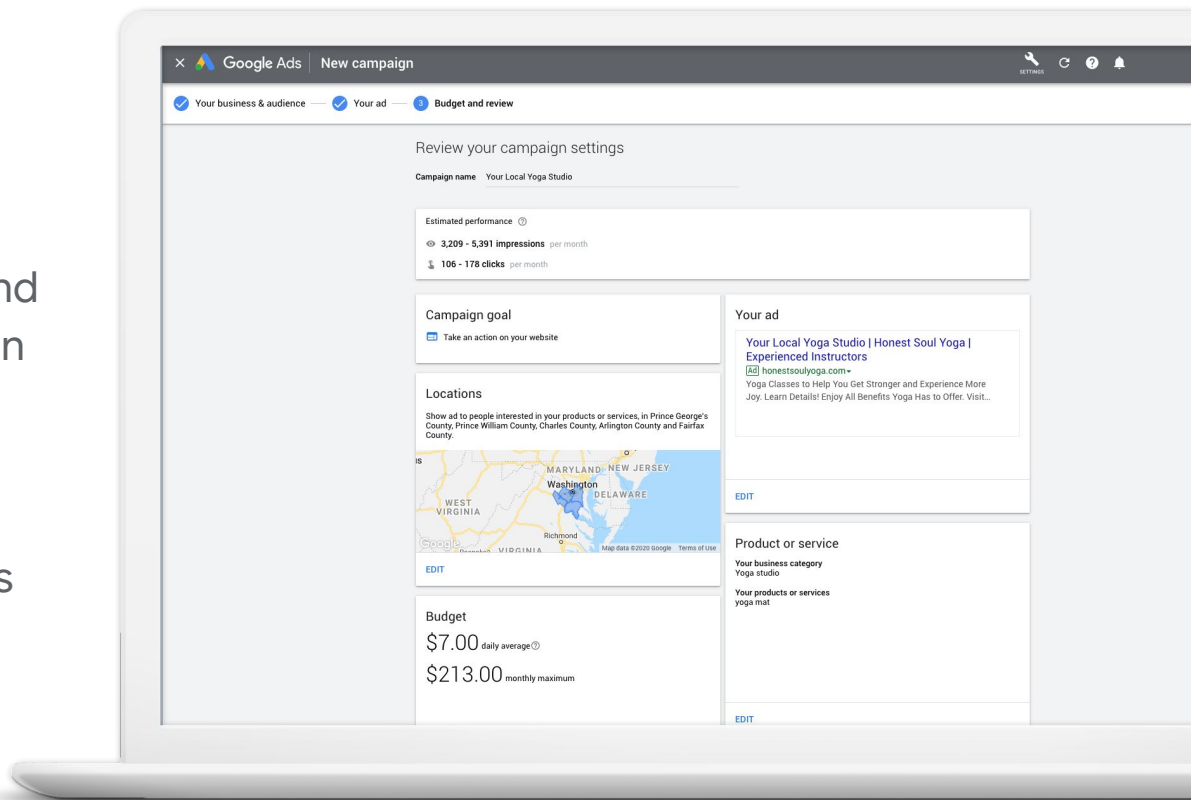 nd
n
s
Google Ads New campaign
SETTINGS
Your business & audience
Your ad
3 Budget and review
Review your campaign settings
Campaign name Your Local Yoga Studio
Estimated performance
3,209 - 5,391 impressions per month
106 - 178 clicks per month
Campaign goal
Take an action on your website
Locations
Show ad to people interested in your products or services, in Prince George's
County, Prince William County, Charles County, Arlington County and Fairfax
County.
IS
MARYLAND NEW JERSEY
Washington
DELAWARE
WEST
VIRGINIA
Richmond
Google
VIRGINIA
Map data ©2020 Google Terms of Use
EDIT
Budget
$7.00 daily average
$213.00 monthly maximum
Your ad
Your Local Yoga Studio | Honest Soul Yoga |
Experienced Instructors
Ad honestsoulyoga.com
Yoga Classes to Help You Get Stronger and Experience More
Joy. Learn Details! Enjoy All Benefits Yoga Has to Offer. Visit...
EDIT
Product or service
Your business category
Yoga studio
Your products or services
yoga mat
EDIT